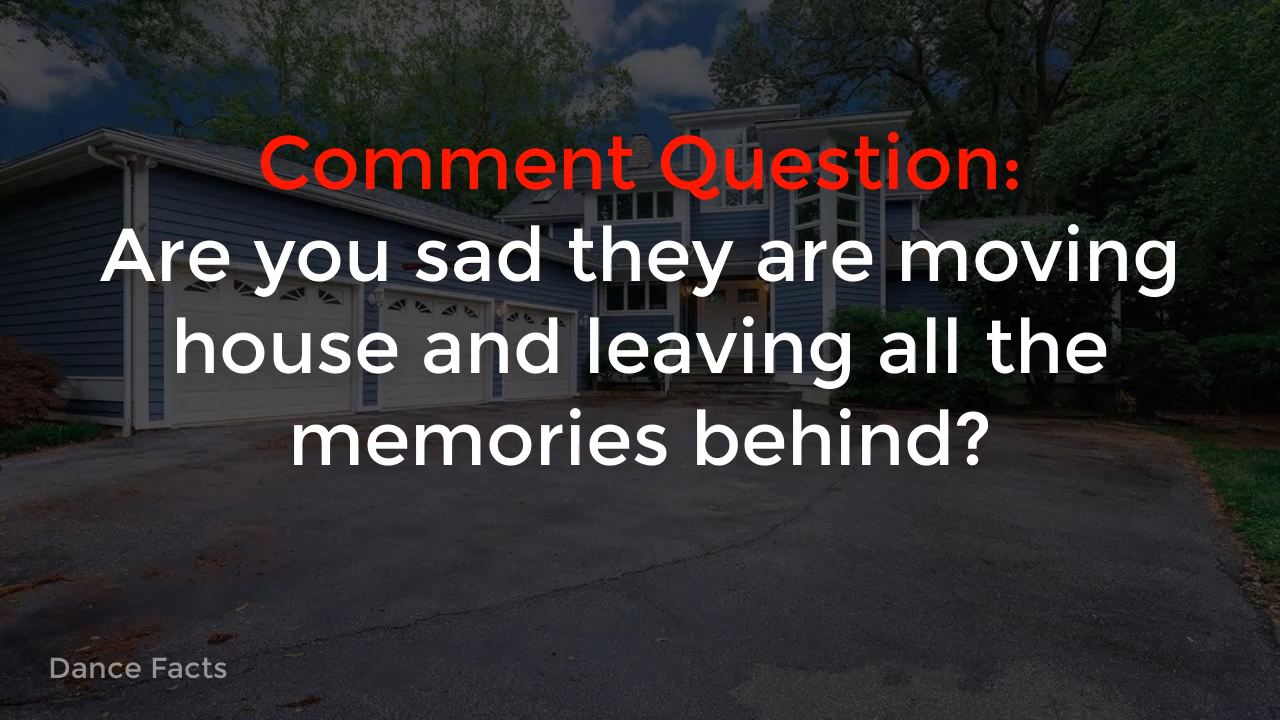 Comment Question:
Are you sad they are moving
house and leaving all the
memories behind?
Dance Facts